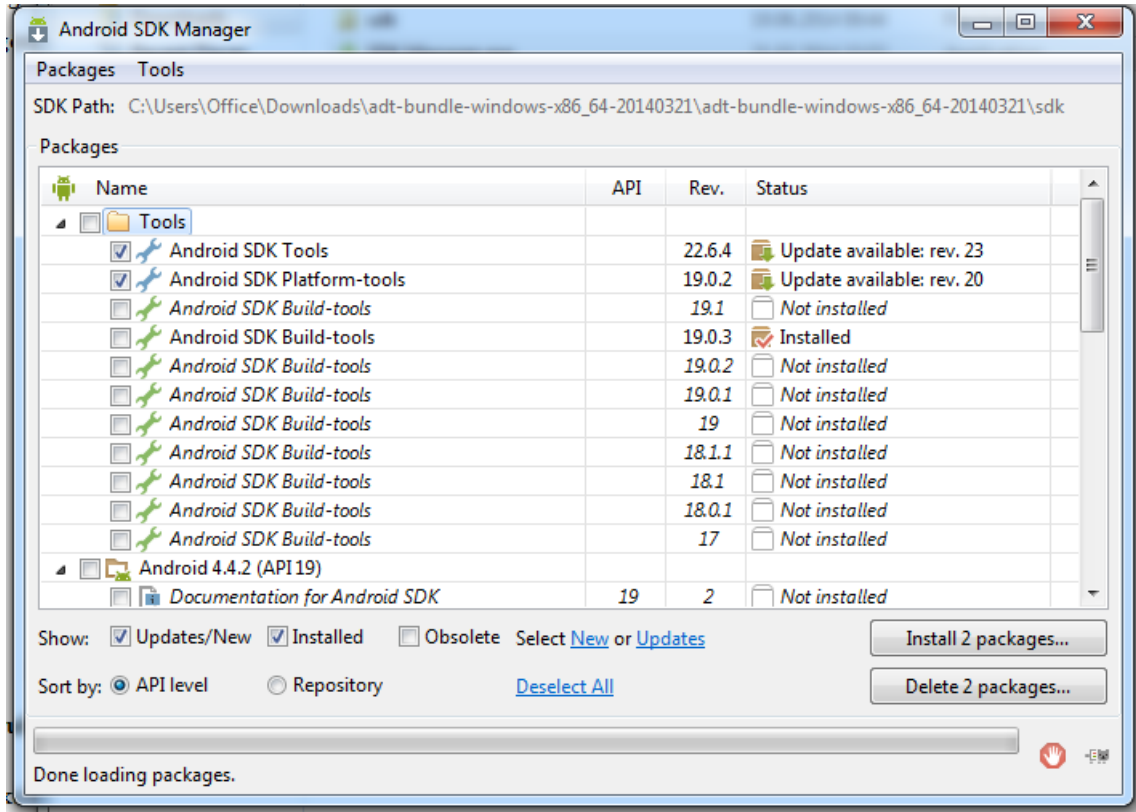 Android SDK Manager
Packages Tools
SDK Path: C:\Users\Office\Downloads\adt-bundle-windows-x86_64-20140321\adt-bundle-windows-x86_64-20140321\sdk
Packages
Name API Rev. Status
Tools
Android SDK Tools 22.6.4 Update available: rev. 23
Android SDK Platform-tools 19.0.2 Update available: rev. 20
Android SDK Build-tools 19.1 Not installed
Android SDK Build-tools 19.0.3 Installed
Android SDK Build-tools 19.0.2 Not installed
Android SDK Build-tools 19.0.1 Not installed
Android SDK Build-tools 19 Not installed
Android SDK Build-tools 18.1.1 Not installed
Android SDK Build-tools 18.1 Not installed
Android SDK Build-tools 18.0.1 Not installed
Android SDK Build-tools 17 Not installed
Android 4.4.2 (API 19)
Documentation for Android SDK 19 2 Not installed
Show: Updates/New Installed Obsolete Select New or Updates Install 2 packages...
Sort by: API level Repository Deselect All Delete 2 packages...
Done loading packages.